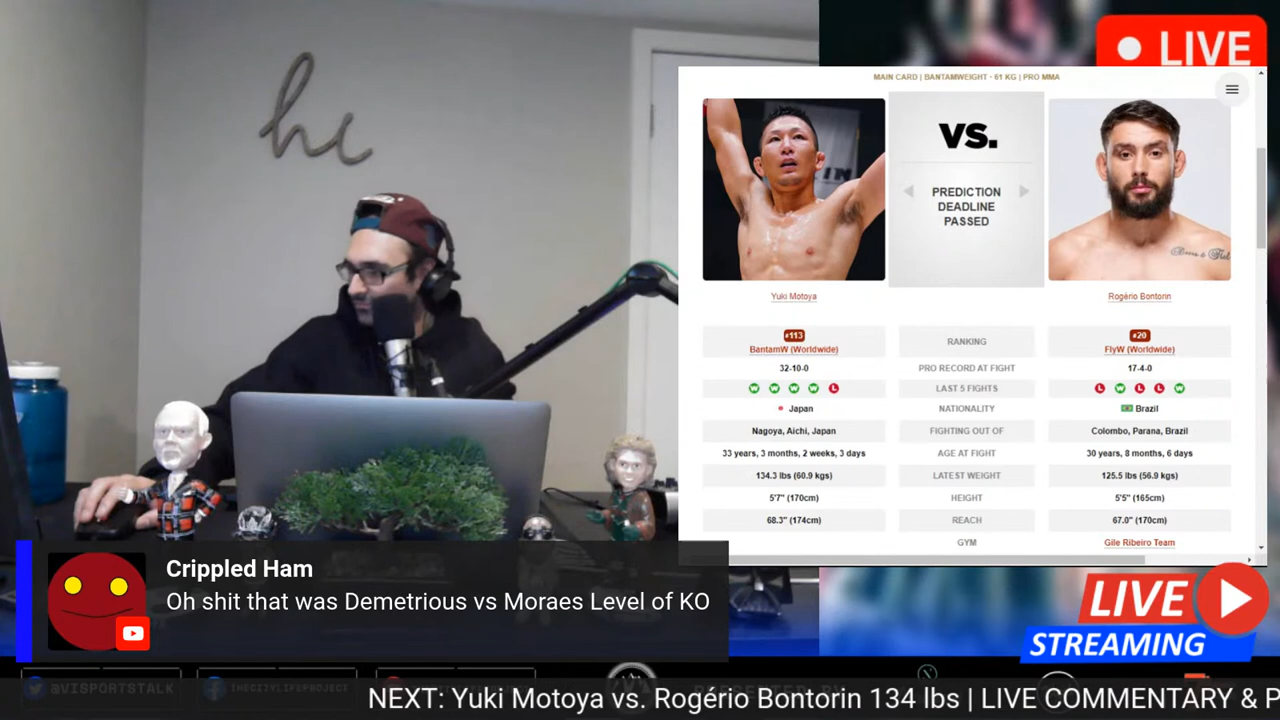 hi
LIVE
MAIN CARD | BANTAMWEIGHT · 61 KG | PRO MMA
VS.
PREDICTION
DEADLINE
PASSED
Yuki Motoya
Rogério Bontorin
#113
RANKING
#20
BantamW (Worldwide)
FlyW (Worldwide)
32-10-0
PRO RECORD AT FIGHT
17-4-0
W W W W L
LAST 5 FIGHTS
L W L L W
Japan
NATIONALITY
Brazil
Nagoya, Aichi, Japan
FIGHTING OUT OF
Colombo, Parana, Brazil
33 years, 3 months, 2 weeks, 3 days
AGE AT FIGHT
30 years, 8 months, 6 days
134.3 lbs (60.9 kgs)
LATEST WEIGHT
125.5 lbs (56.9 kgs)
5'7" (170cm)
HEIGHT
5'5" (165cm)
68.3" (174cm)
REACH
67.0" (170cm)
GYM
Gile Ribeiro Team
Crippled Ham
Oh shit that was Demetrious vs Moraes Level of KO
LIVE
STREAMING
@VISPORTSTALK
THECITYLIFEPROJECT
NEXT: Yuki Motoya vs. Rogério Bontorin 134 lbs | LIVE COMMENTARY & P